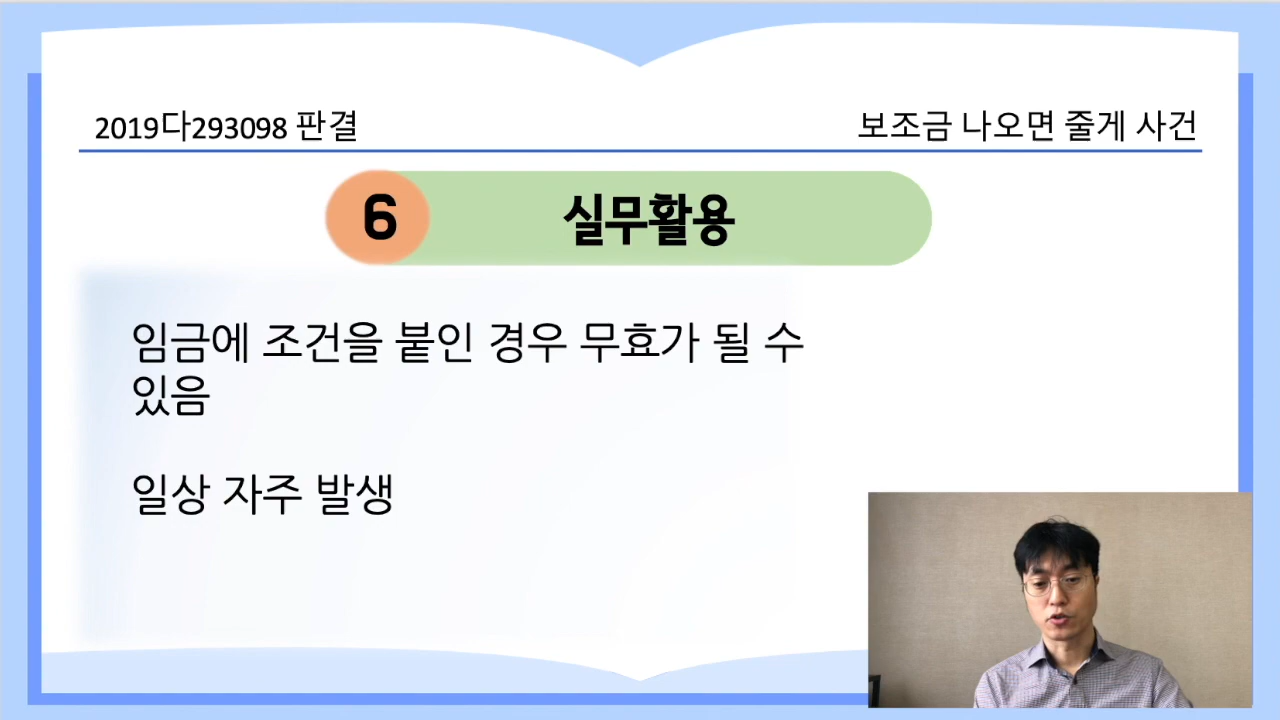 2019다293098 판결
보조금 나오면 줄게 사건
6
실무활용
임금에 조건을 붙인 경우 무효가 될 수
있음
일상 자주 발생